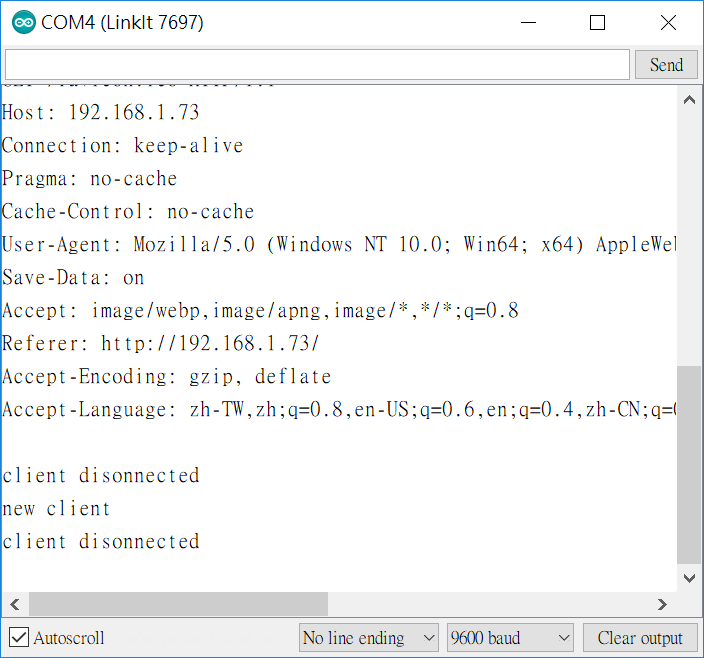 COM4 (LinkIt 7697)
Send
Host: 192.168.1.73
Connection: keep-alive
Pragma: no-cache
Cache-Control: no-cache
User-Agent: Mozilla/5.0 (Windows NT 10.0; Win64; x64) AppleWe
Save-Data: on
Accept: image/webp,image/apng,image/*,*/*;q=0.8
Referer: http://192.168.1.73/
Accept-Encoding: gzip, deflate
Accept-Language: zh-TW,zh;q=0.8,en-US;q=0.6,en;q=0.4,zh-CN;q=
client disonnected
new client
client disonnected
Autoscroll
No line ending
9600 baud
Clear output